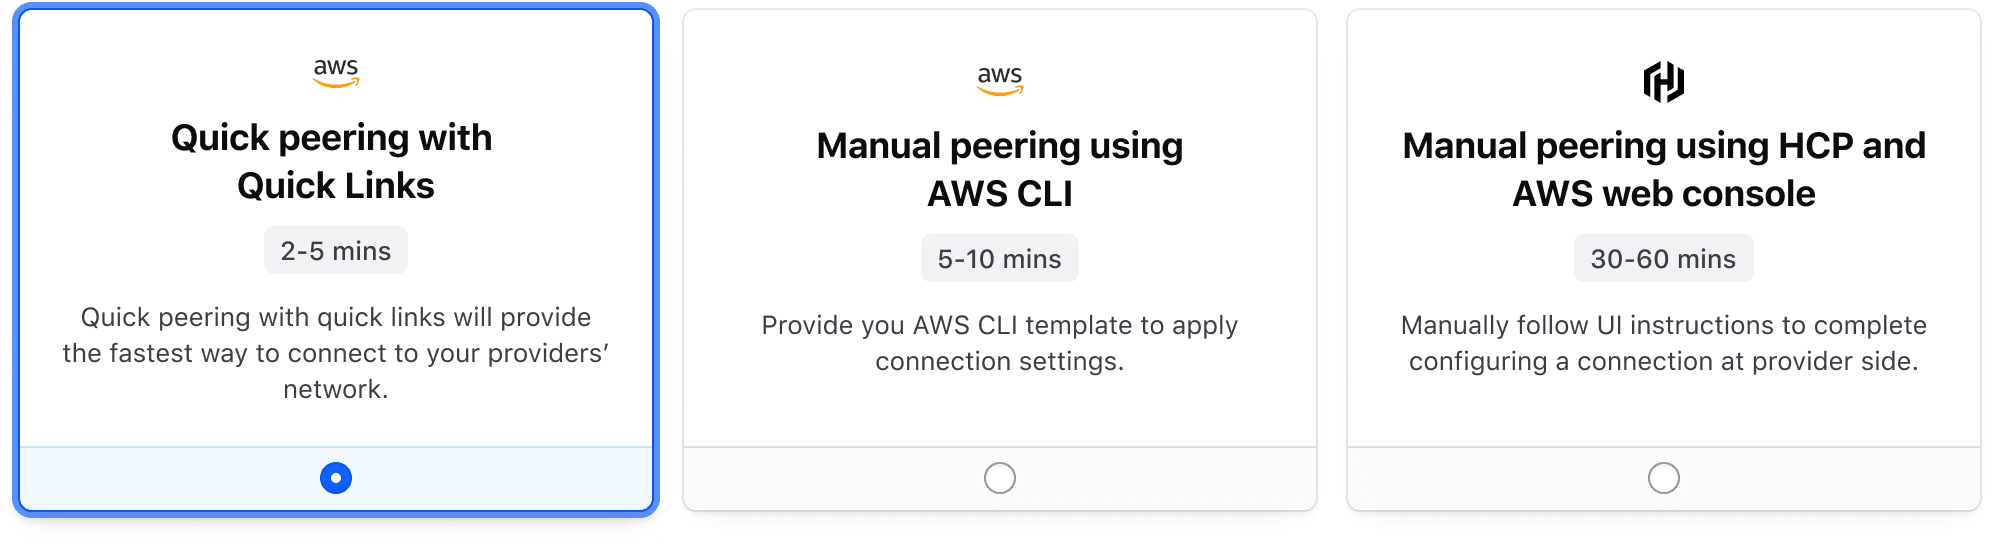 aws
Quick peering with
Quick Links
2-5 mins
Quick peering with quick links will provide
the fastest way to connect to your providers’
network.
aws
Manual peering using
AWS CLI
5-10 mins
Provide you AWS CLI template to apply
connection settings.
Manual peering using HCP and
AWS web console
30-60 mins
Manually follow UI instructions to complete
configuring a connection at provider side.